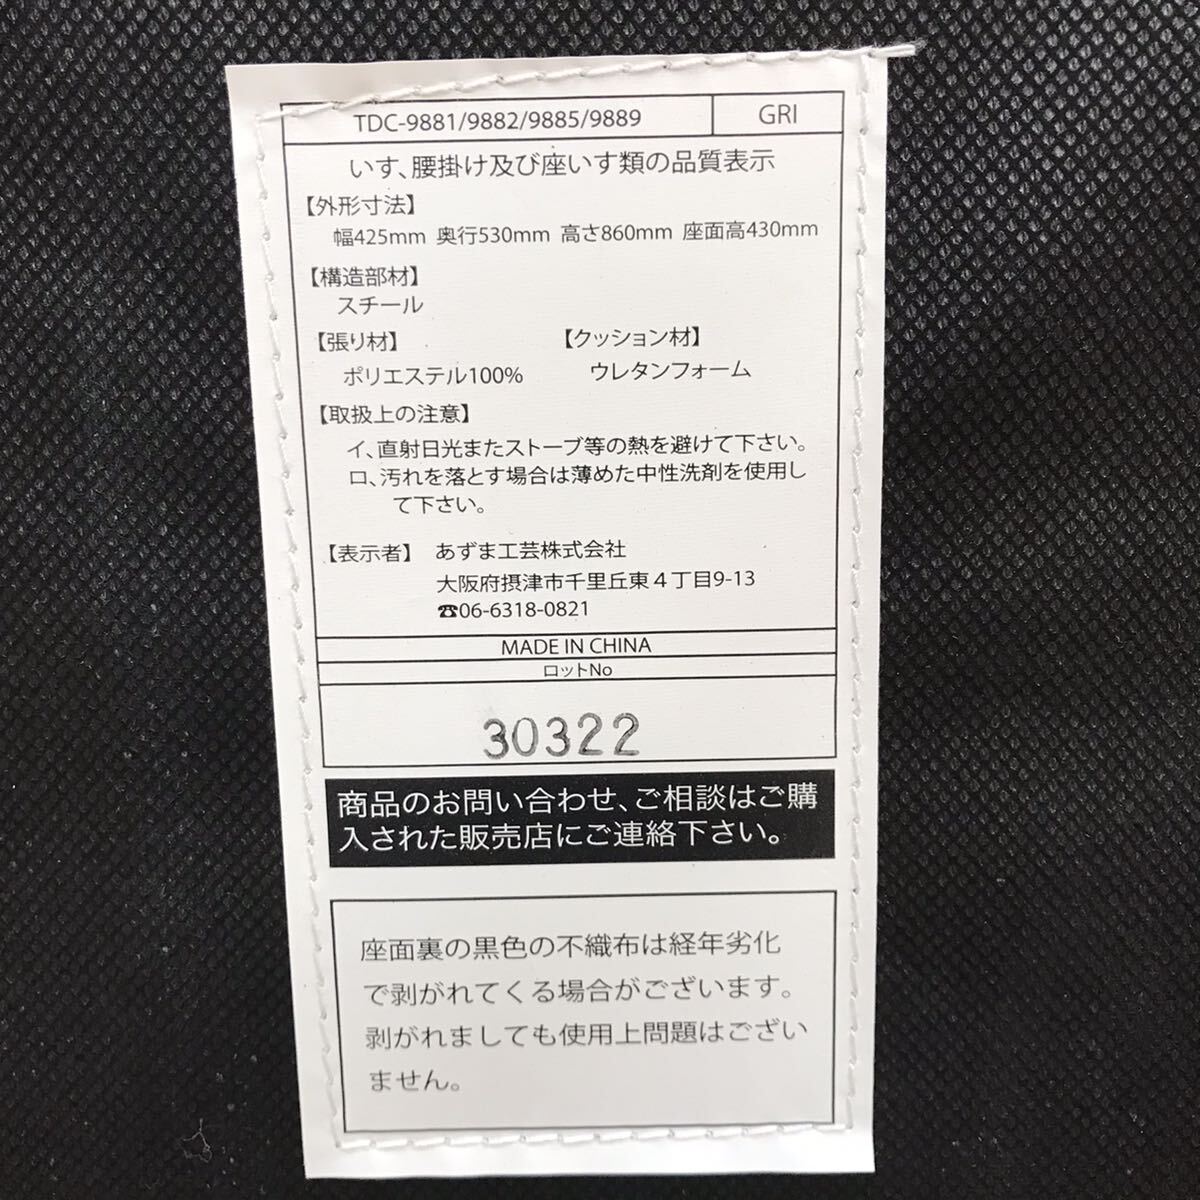 TDC-9881/9882/9885/9889 GRI
いす、腰掛け及び座いす類の品質表示
【外形寸法】
幅425mm 奥行530mm 高さ860mm 座面高430mm
【構造部材】
スチール
【張り材】 【クッション材】
ポリエステル100% ウレタンフォーム
【取扱上の注意】
イ、直射日光またストーブ等の熱を避けて下さい。
ロ、汚れを落とす場合は薄めた中性洗剤を使用し
て下さい。
【表示者】 あずま工芸株式会社
大阪府摂津市千里丘東4丁目9-13
☎06-6318-0821
MADE IN CHINA
ロットNo
30322
商品のお問い合わせ、ご相談はご購
入された販売店にご連絡下さい。
座面裏の黒色の不織布は経年劣化
で剥がれてくる場合がございます。
剥がれましても使用上問題はござい
ません。